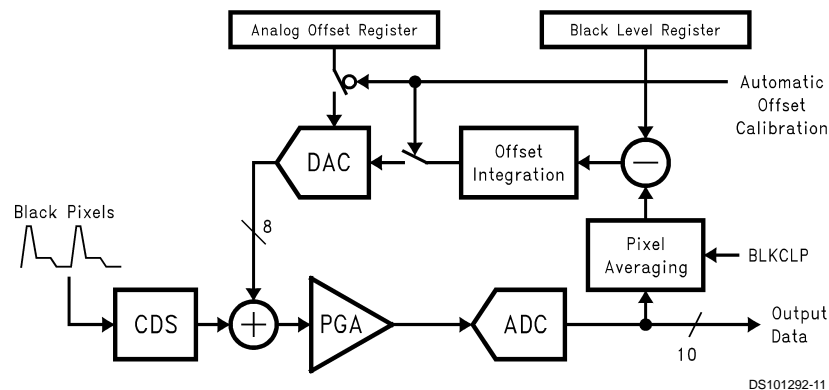 Analog Offset Register
Black Level Register
Automatic
Offset
Calibration
DAC
Offset
Integration
—
Black Pixels
8
Pixel
Averaging
BLKCLP
CDS
+
PGA
ADC
10
Output
Data
DS101292-11